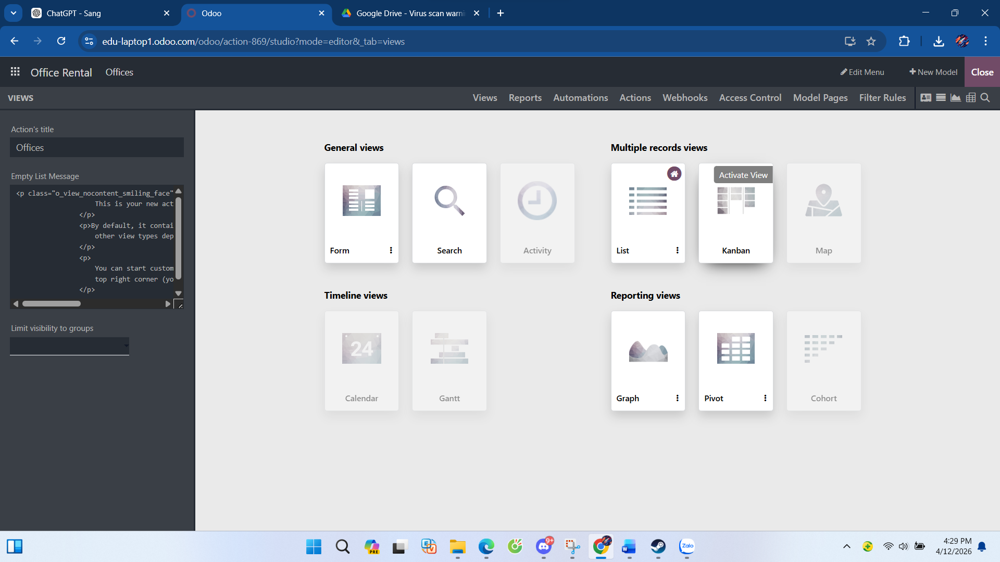 ChatGPT - Sang
Odoo
Google Drive - Virus scan warni
edu-laptop1.odoo.com/odoo/action-869/studio?mode=editor&_tab=views
Office Rental
Offices
Edit Menu
New Model
Close
VIEWS
Views
Reports
Automations
Actions
Webhooks
Access Control
Model Pages
Filter Rules
Action's title
Offices
Empty List Message
<p class="o_view_nocontent_smiling_face"
This is your new act
</p>
<p>By default, it contai
other view types dep
</p>
<p>
You can start custom
top right corner (yo
</p>
Limit visibility to groups
General views
Form
Search
Activity
Multiple records views
Activate View
List
Kanban
Map
Timeline views
24
Calendar
Gantt
Reporting views
Graph
Pivot
Cohort
PRE
9+
Zalo
4:29 PM
4/12/2026